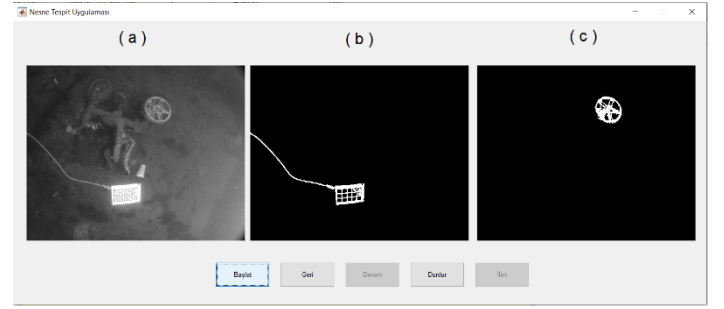 Nesne Tespit Uygulaması
( a )
( b )
( c )
Başlat
Geri
Devam
Durdur
İleri